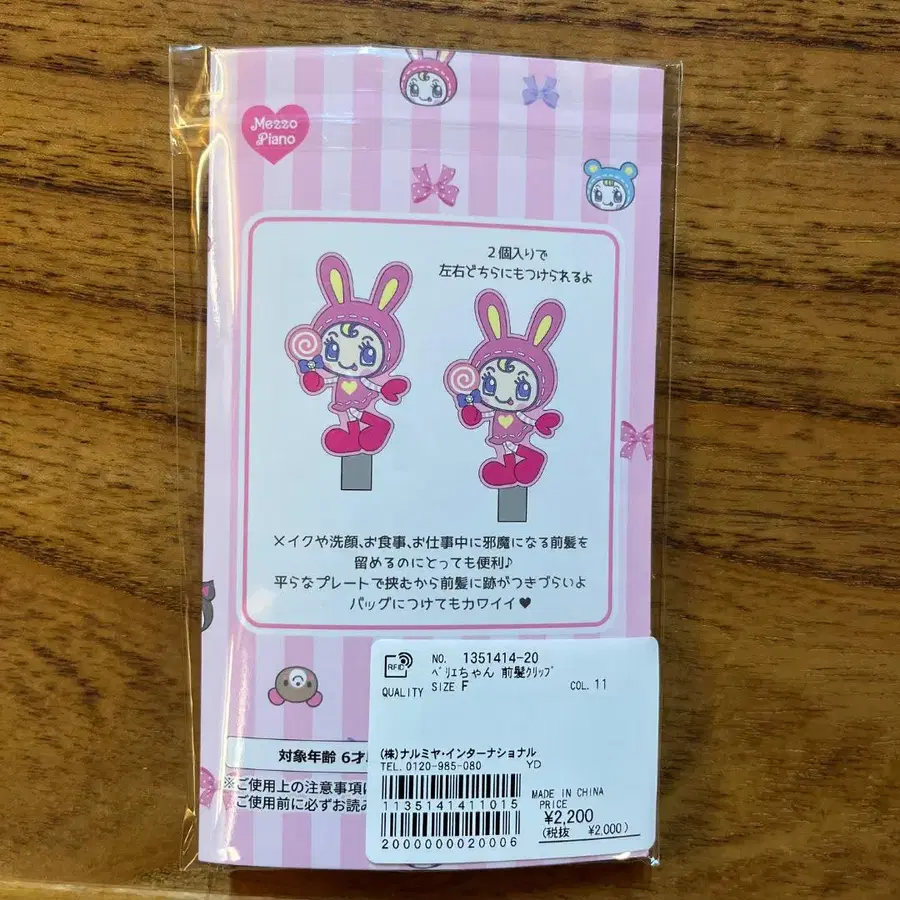 Mezzo
Piano
2個入りで
左右どちらにもつけられるよ
メイクや洗顔、お食事、お仕事中に邪魔になる前髪を
留めるのにとっても便利♪
平らなプレートで挟むから前髪に跡がつきづらいよ
バッグにつけてもカワイイ♥
RFID
NO. 1351414-20
ベリエちゃん 前髪クリップ
QUALITY SIZE F COL. 11
対象年齢 6才
(株)ナルミヤ・インターナショナル
TEL. 0120-985-080 YD
※ご使用上の注意事項
ご使用前に必ずお読み
1135141411015
MADE IN CHINA
PRICE
¥2,200
(税抜 ¥2,000)
2000000020006